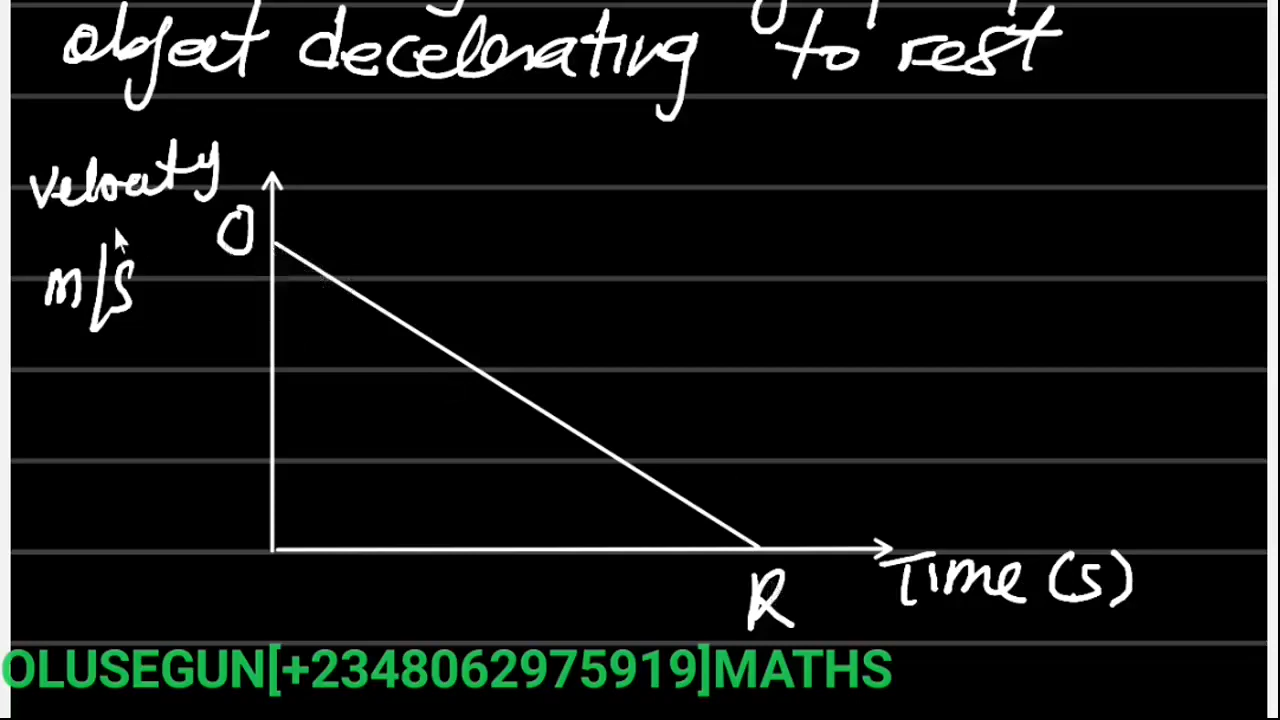 object decelerating to rest
Velocity
O
m/s
R
Time (s)
OLUSEGUN[+2348062975919]MATHS